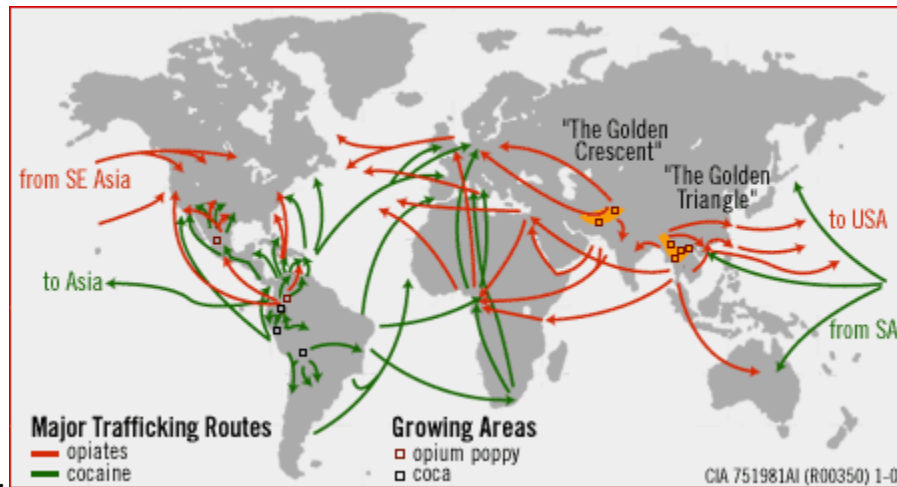 "The Golden
Crescent"
"The Golden
Triangle"
from SE Asia
to USA
to Asia
from SA
Major Trafficking Routes
opiates
cocaine
Growing Areas
opium poppy
coca
CIA 751981AI (R00350) 1-0